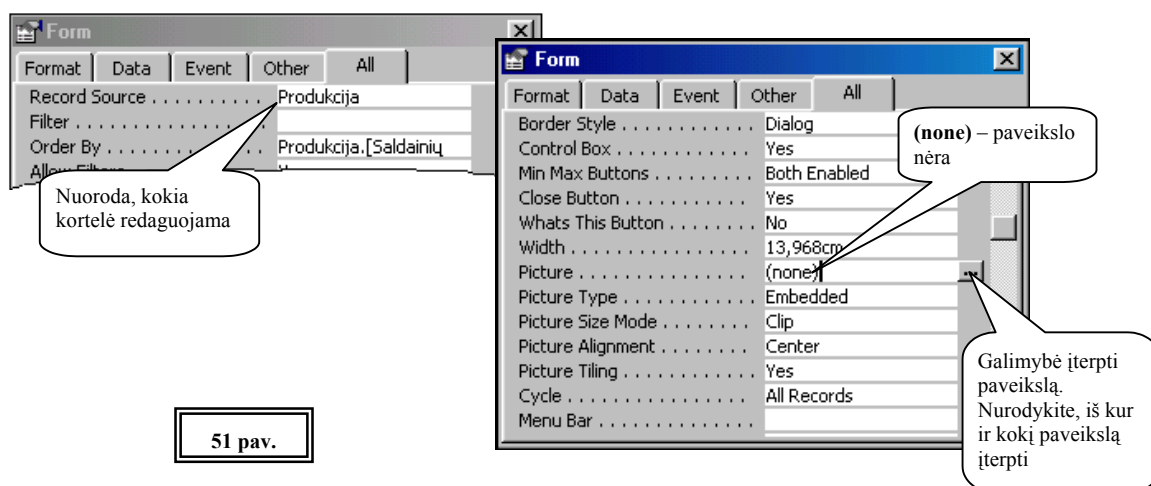 Form
Format Data Event Other All
Record Source . . . . . . . . . . Produkcija
Filter . . . . . . . . . . . . . . . . .
Order By . . . . . . . . . . . . . . Produkcija.[Saldainių
Allow Filters
Nuoroda, kokia
kortelė redaguojama
Form
Format Data Event Other All
Border Style . . . . . . . . . . . . Dialog
Control Box . . . . . . . . . . . . Yes
Min Max Buttons . . . . . . . . . Both Enabled
Close Button . . . . . . . . . . . . Yes
Whats This Button . . . . . . . . No
Width . . . . . . . . . . . . . . . . 13,968cm
Picture . . . . . . . . . . . . . . . (none)
...
Picture Type . . . . . . . . . . . . Embedded
Picture Size Mode . . . . . . . . Clip
Picture Alignment . . . . . . . . Center
Picture Tiling . . . . . . . . . . . Yes
Cycle . . . . . . . . . . . . . . . . All Records
Menu Bar . . . . . . . . . . . . . .
(none) – paveikslo
nėra
Galimybė įterpti
paveikslą.
Nurodykite, iš kur
ir kokį paveikslą
įterpti
51 pav.